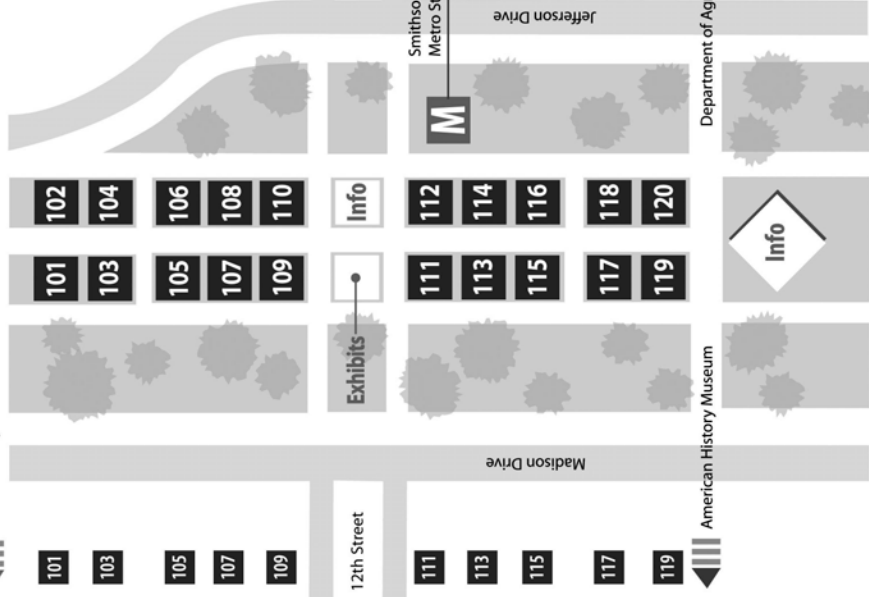 Jefferson Drive
Smithso
Metro St
M
Department of Ag
102
104
106
108
110
Info
112
114
116
118
120
101
103
105
107
109
Exhibits
111
113
115
117
119
Info
Madison Drive
American History Museum
12th Street
101
103
105
107
109
111
113
115
117
119